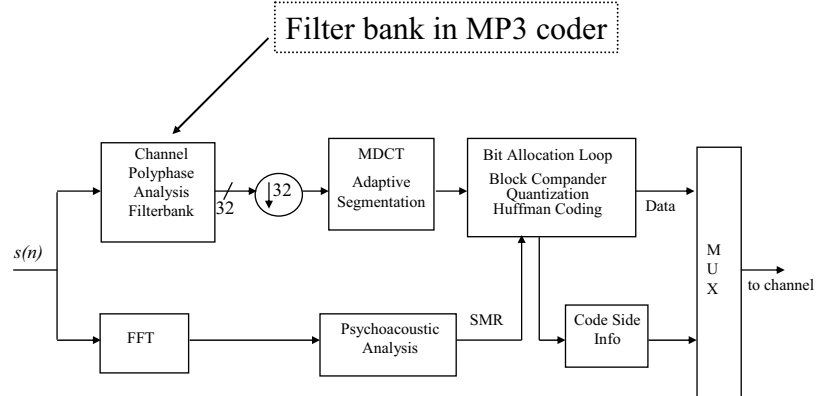 Filter bank in MP3 coder
Channel
Polyphase
Analysis
Filterbank
32
↓32
MDCT
Adaptive
Segmentation
Bit Allocation Loop
Block Compander
Quantization
Huffman Coding
Data
s(n)
M
U
X
to channel
FFT
Psychoacoustic
Analysis
SMR
Code Side
Info